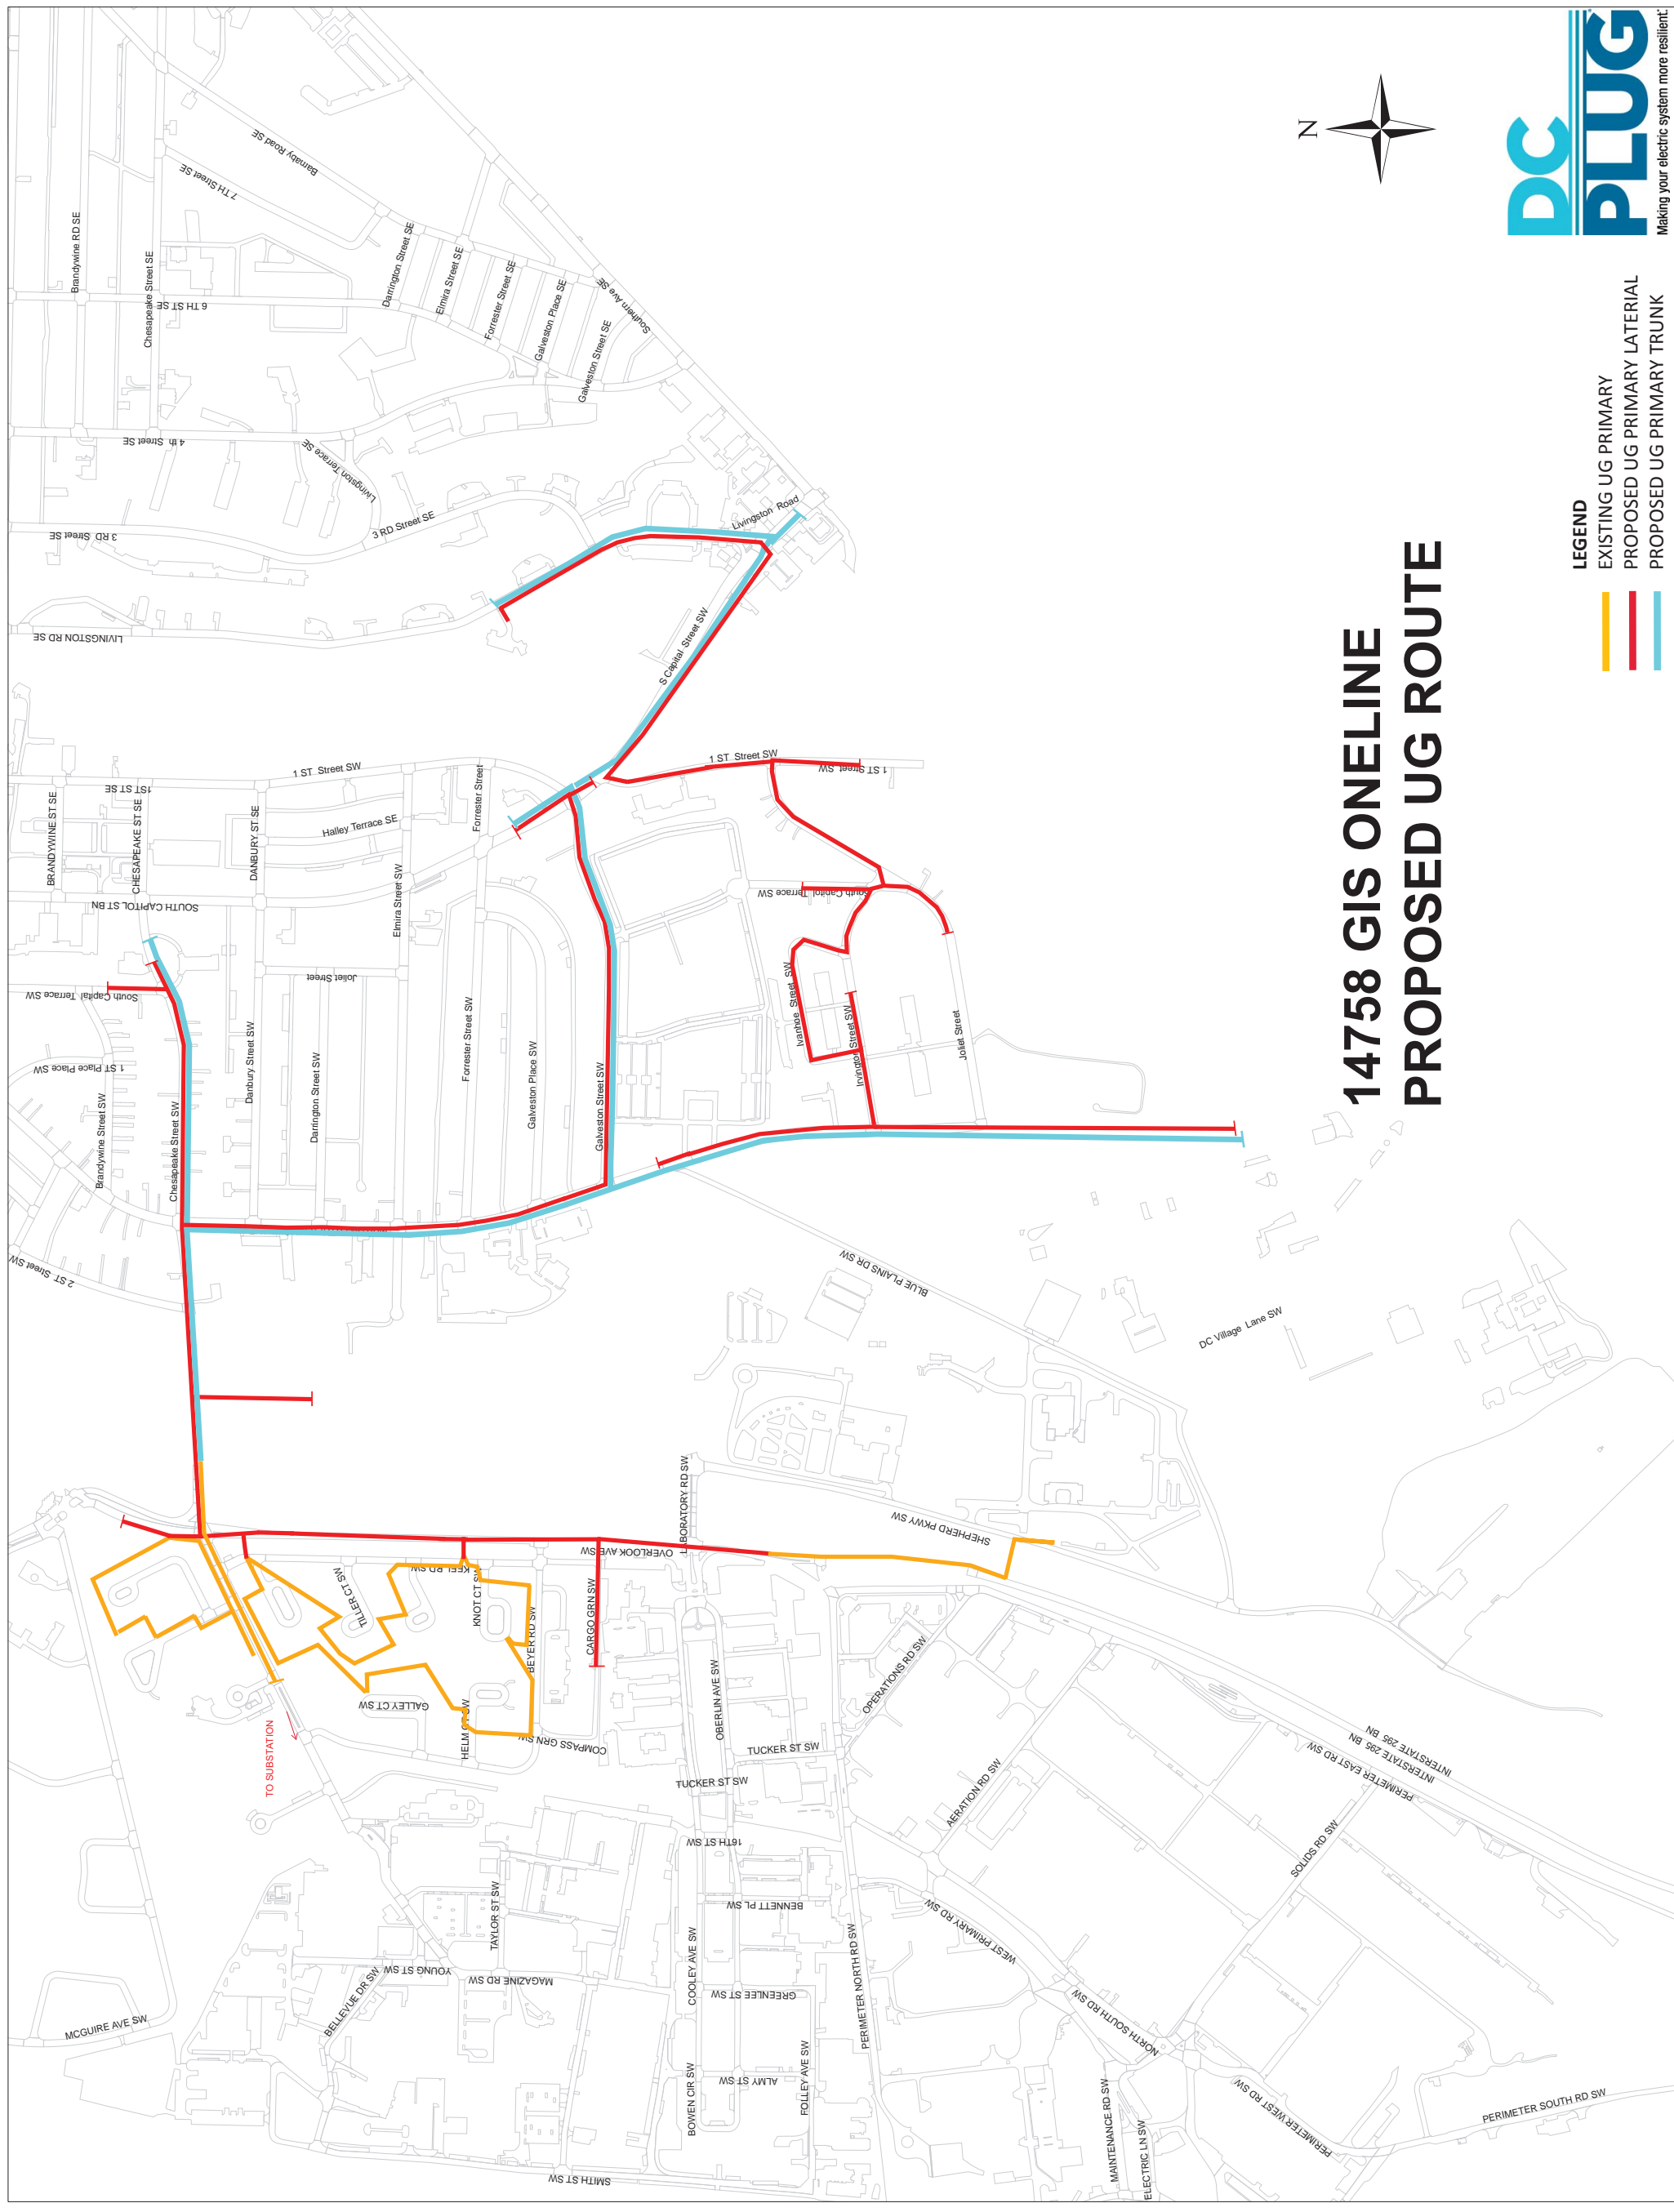 14758 GIS ONELINE
PROPOSED UG ROUTE
LEGEND
EXISTING UG PRIMARY
PROPOSED UG PRIMARY LATERIAL
PROPOSED UG PRIMARY TRUNK
N
DC
PLUG
Making your electric system more resilient.
TO SUBSTATION
Barnaby Road SE
7 TH Street SE
Brandywine RD SE
Chesapeake Street SE
6 TH ST SE
Darrington Street SE
Elmira Street SE
Forrester Street SE
Galveston Place SE
Galveston Street SE
Southern Ave SE
4 th Street SE
Livingston Terrace SE
3 RD Street SE
3 RD Street SE
Livingston Road
LIVINGSTON RD SE
S Capital Street SW
1 ST Street SW
1 ST Street SW
1 ST Street SW
1ST ST SE
BRANDYWINE ST SE
CHESAPEAKE ST SE
DANBURY ST SE
Halley Terrace SE
Forrester Street
Elmira Street SW
SOUTH CAPITOL ST BN
South Capitol Terrace SW
South Capital Terrace SW
Joliet Street
1 ST Place Place SW
Brandywine Street SW
Chesapeake Street SW
Danbury Street SW
Darrington Street SW
Forrester Street SW
Galveston Place SW
Galveston Street SW
Ivanhoe Street SW
Irvington Street SW
Joliet Street
2 ST. Street SW
BLUE PLAINS DR SW
DC Village Lane SW
LABORATORY RD SW
SHEPHERD PKWY SW
OVERLOOK AVE SW
KEEL RD SW
TILLER CT SW
KNOT CT SW
BEYER RD SW
CARGO GRN SW
GALLEY CT SW
HELM CT SW
COMPASS GRN SW
OBERLIN AVE SW
OPERATIONS RD SW
TUCKER ST SW
TUCKER ST SW
AERATION RD SW
INTERSTATE 295 BN
INTERSTATE 295 BN
PERIMETER EAST RD SW
SOLIDS RD SW
16TH ST SW
BENNETT PL SW
TAYLOR ST SW
YOUNG ST SW
MAGAZINE RD SW
COOLEY AVE SW
GREENLEE ST SW
PERIMETER NORTH RD SW
WEST PRIMARY RD SW
NORTH SOUTH RD SW
BELLEVUE DR SW
MCGUIRE AVE SW
BOWEN CIR SW
ALMY ST SW
FOLLEY AVE SW
SMITH ST SW
MAINTENANCE RD SW
ELECTRIC LN SW
PERIMETER WEST RD SW
PERIMETER SOUTH RD SW